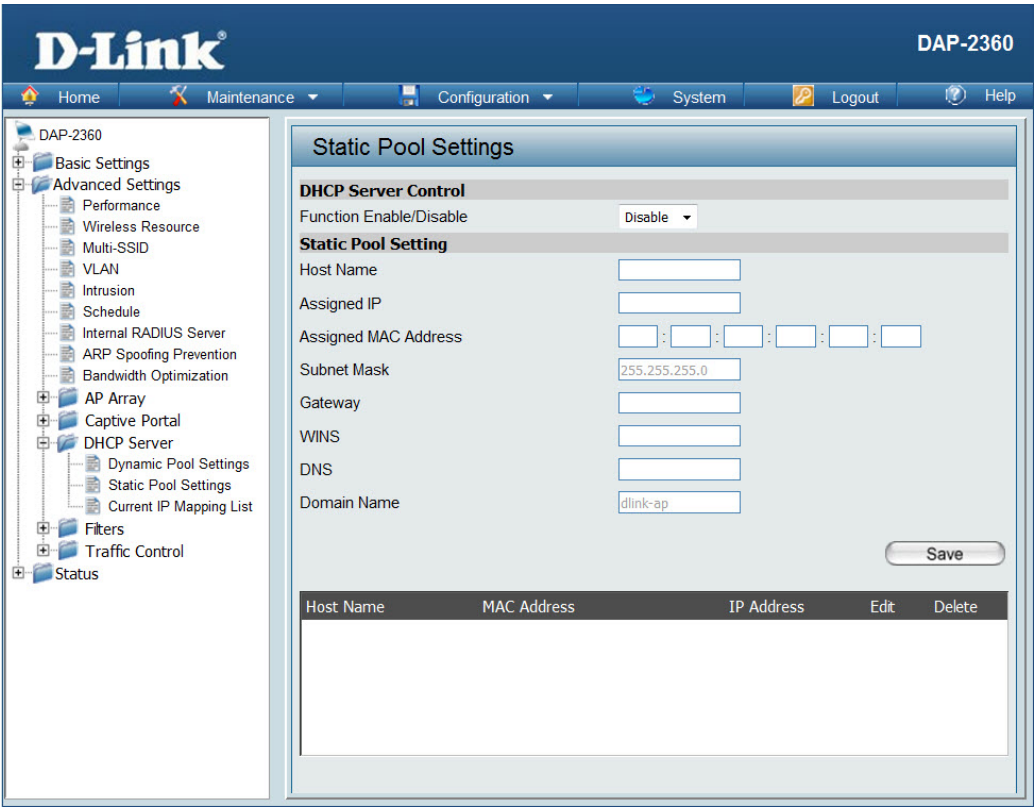 D-Link®
DAP-2360
Home Maintenance Configuration System Logout Help
DAP-2360
Basic Settings
Advanced Settings
Performance
Wireless Resource
Multi-SSID
VLAN
Intrusion
Schedule
Internal RADIUS Server
ARP Spoofing Prevention
Bandwidth Optimization
AP Array
Captive Portal
DHCP Server
Dynamic Pool Settings
Static Pool Settings
Current IP Mapping List
Filters
Traffic Control
Status
Static Pool Settings
DHCP Server Control
Function Enable/Disable Disable
Static Pool Setting
Host Name
Assigned IP
Assigned MAC Address : : : : :
Subnet Mask 255.255.255.0
Gateway
WINS
DNS
Domain Name dlink-ap
Save
Host Name MAC Address IP Address Edit Delete